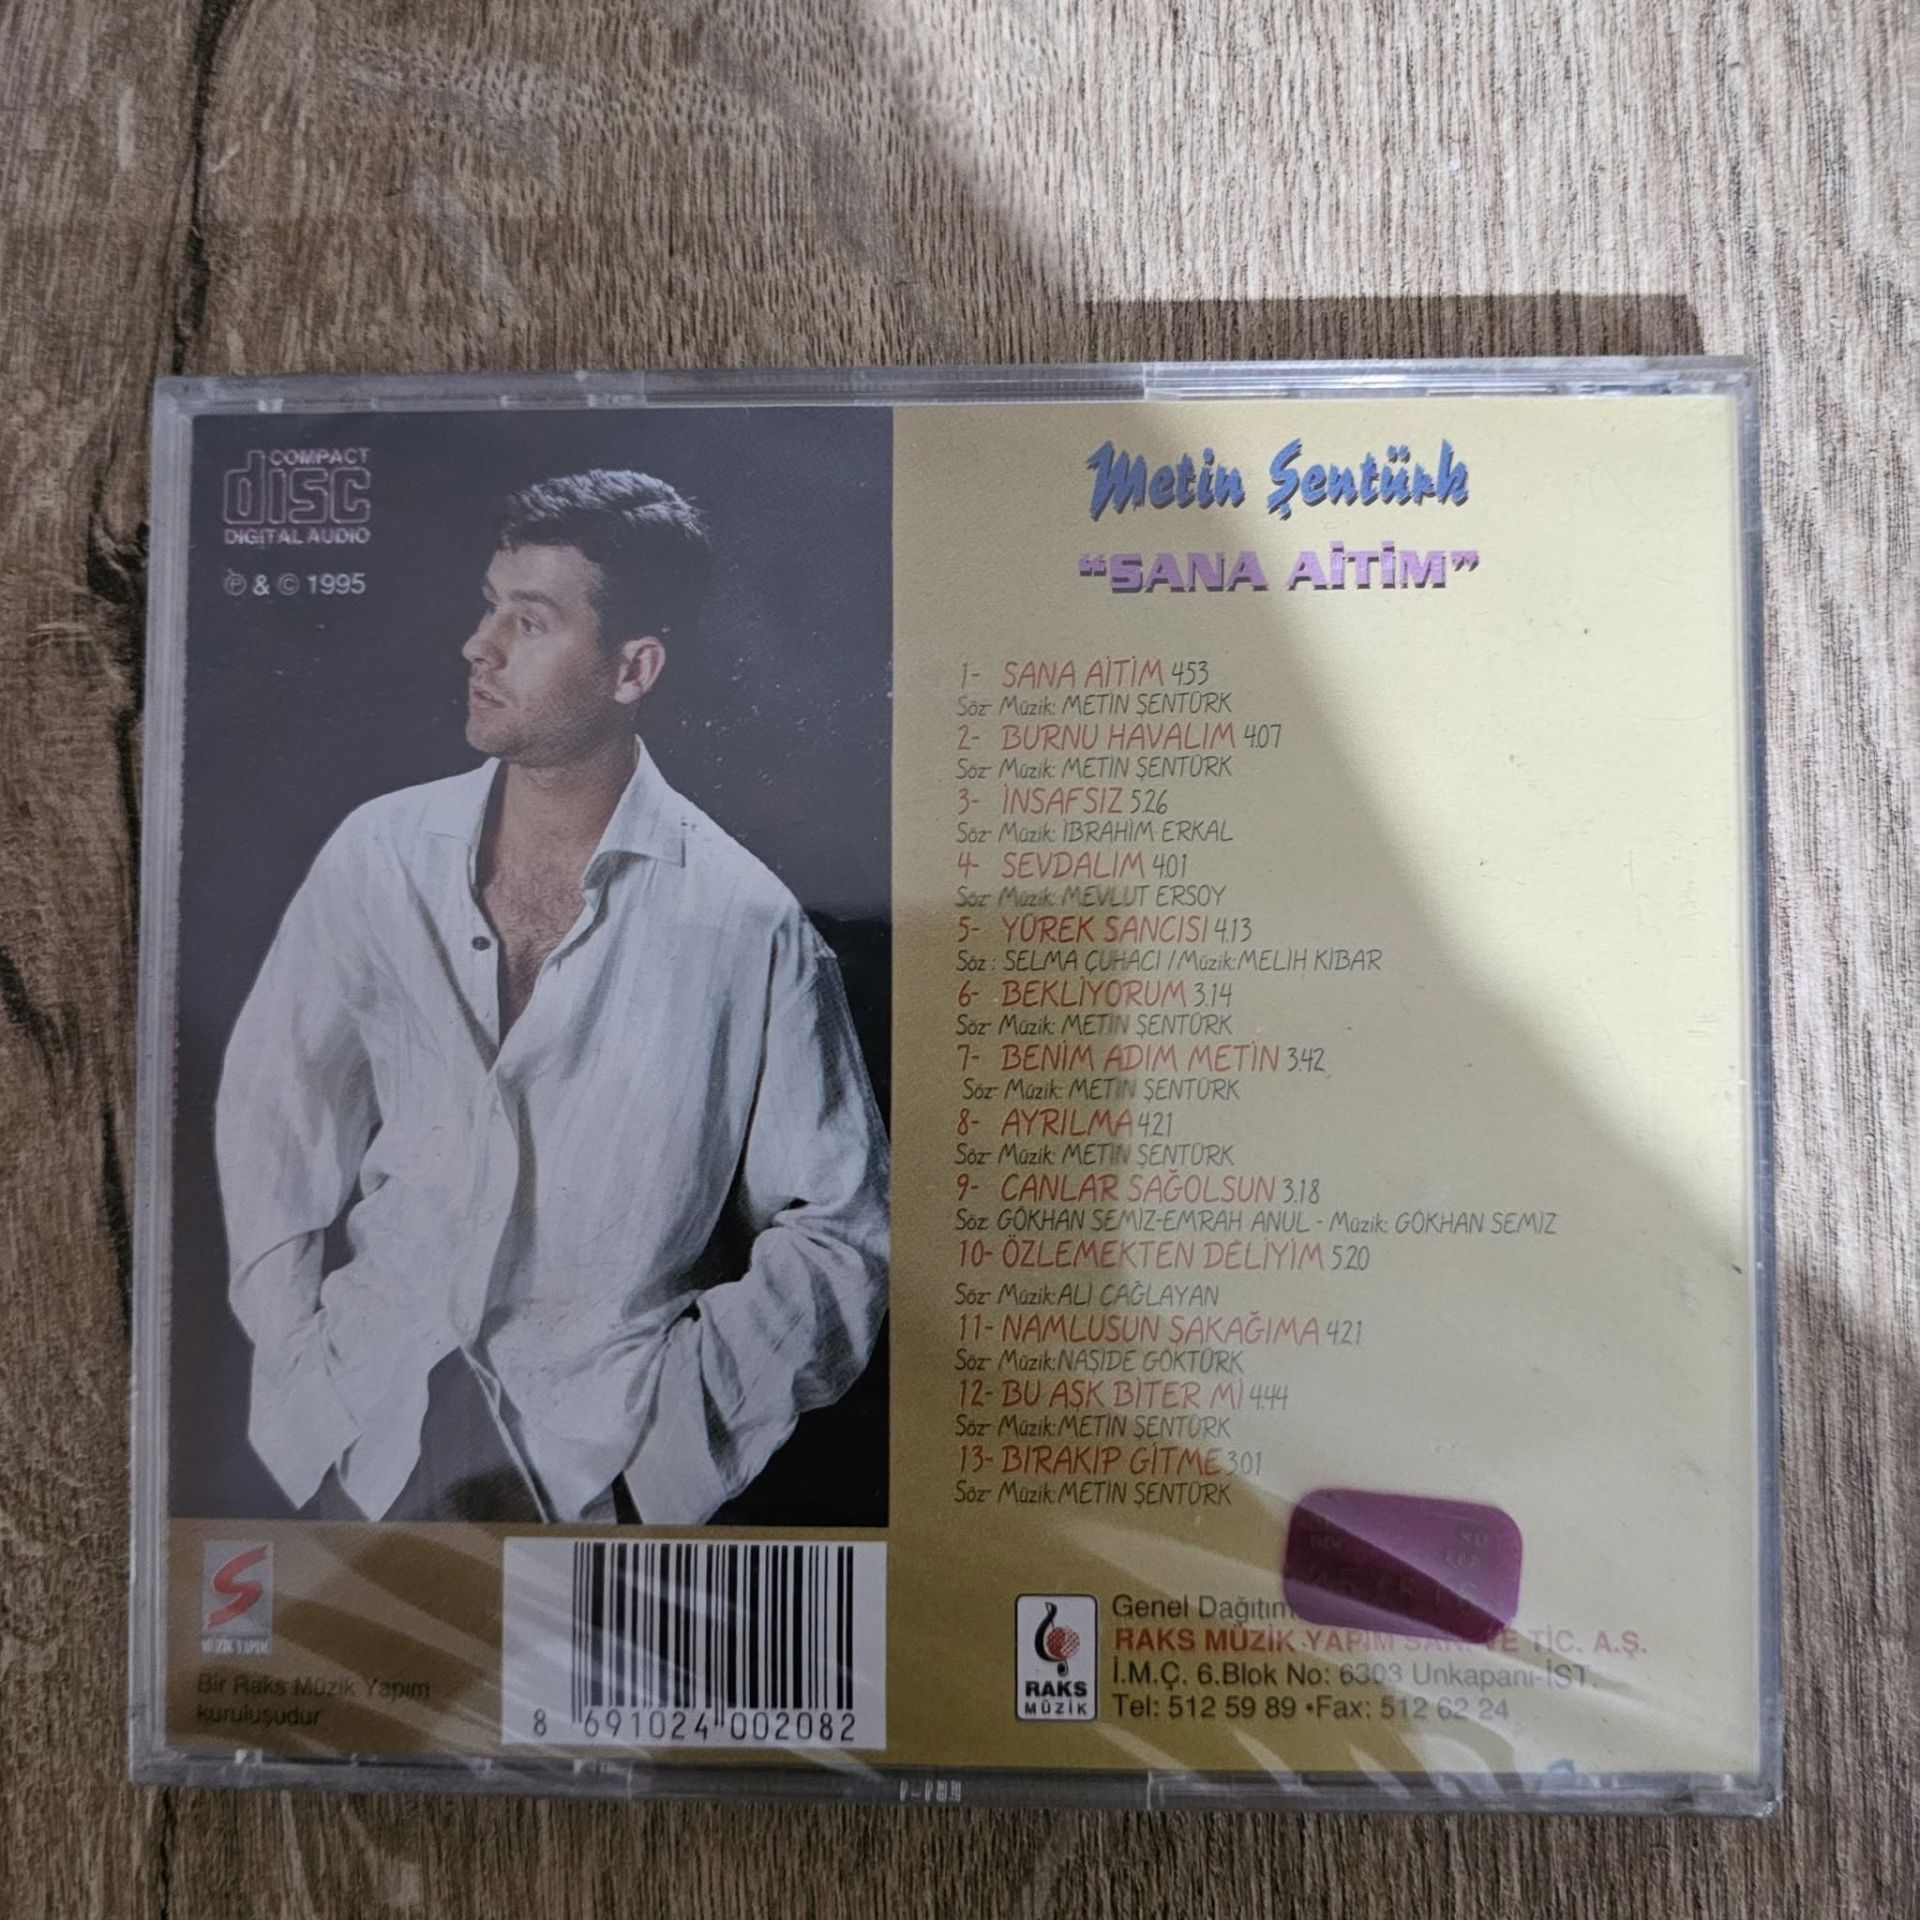 COMPACT
disc
DIGITAL AUDIO
℗ & © 1995
Metin Şentürk
“SANA AİTİM”
1- SANA AİTİM 4.53
Söz- Müzik: METİN ŞENTÜRK
2- BURNU HAVALIM 4.07
Söz- Müzik: METİN ŞENTÜRK
3- İNSAFSIZ 5.26
Söz- Müzik: İBRAHİM ERKAL
4- SEVDALIM 4.01
Söz- Müzik: MEVLUT ERSOY
5- YÜREK SANCISI 4.13
Söz : SELMA ÇUHACI / Müzik: MELİH KİBAR
6- BEKLİYORUM 3.14
Söz- Müzik: METİN ŞENTÜRK
7- BENİM ADIM METİN 3.42
Söz- Müzik: METİN ŞENTÜRK
8- AYRILMA 4.21
Söz- Müzik: METİN ŞENTÜRK
9- CANLAR SAĞOLSUN 3.18
Söz: GÖKHAN SEMİZ-EMRAH ANUL - Müzik: GÖKHAN SEMİZ
10- ÖZLEMEKTEN DELİYİM 5.20
Söz- Müzik: ALİ ÇAĞLAYAN
11- NAMLUSUN ŞAKAĞIMA 4.21
Söz- Müzik: NAŞİDE GÖKTÜRK
12- BU AŞK BİTER Mİ 4.44
Söz- Müzik: METİN ŞENTÜRK
13- BIRAKIP GİTME 3.01
Söz- Müzik: METİN ŞENTÜRK
S
MÜZİK YAPIM
Bir Raks Müzik Yapım
kuruluşudur
8 691024 002082
RAKS
MÜZİK
Genel Dağıtım
RAKS MÜZİK YAPIM SAN. VE TİC. A.Ş.
İ.M.Ç. 6.Blok No: 6303 Unkapanı-İST.
Tel: 512 59 89 •Fax: 512 62 24